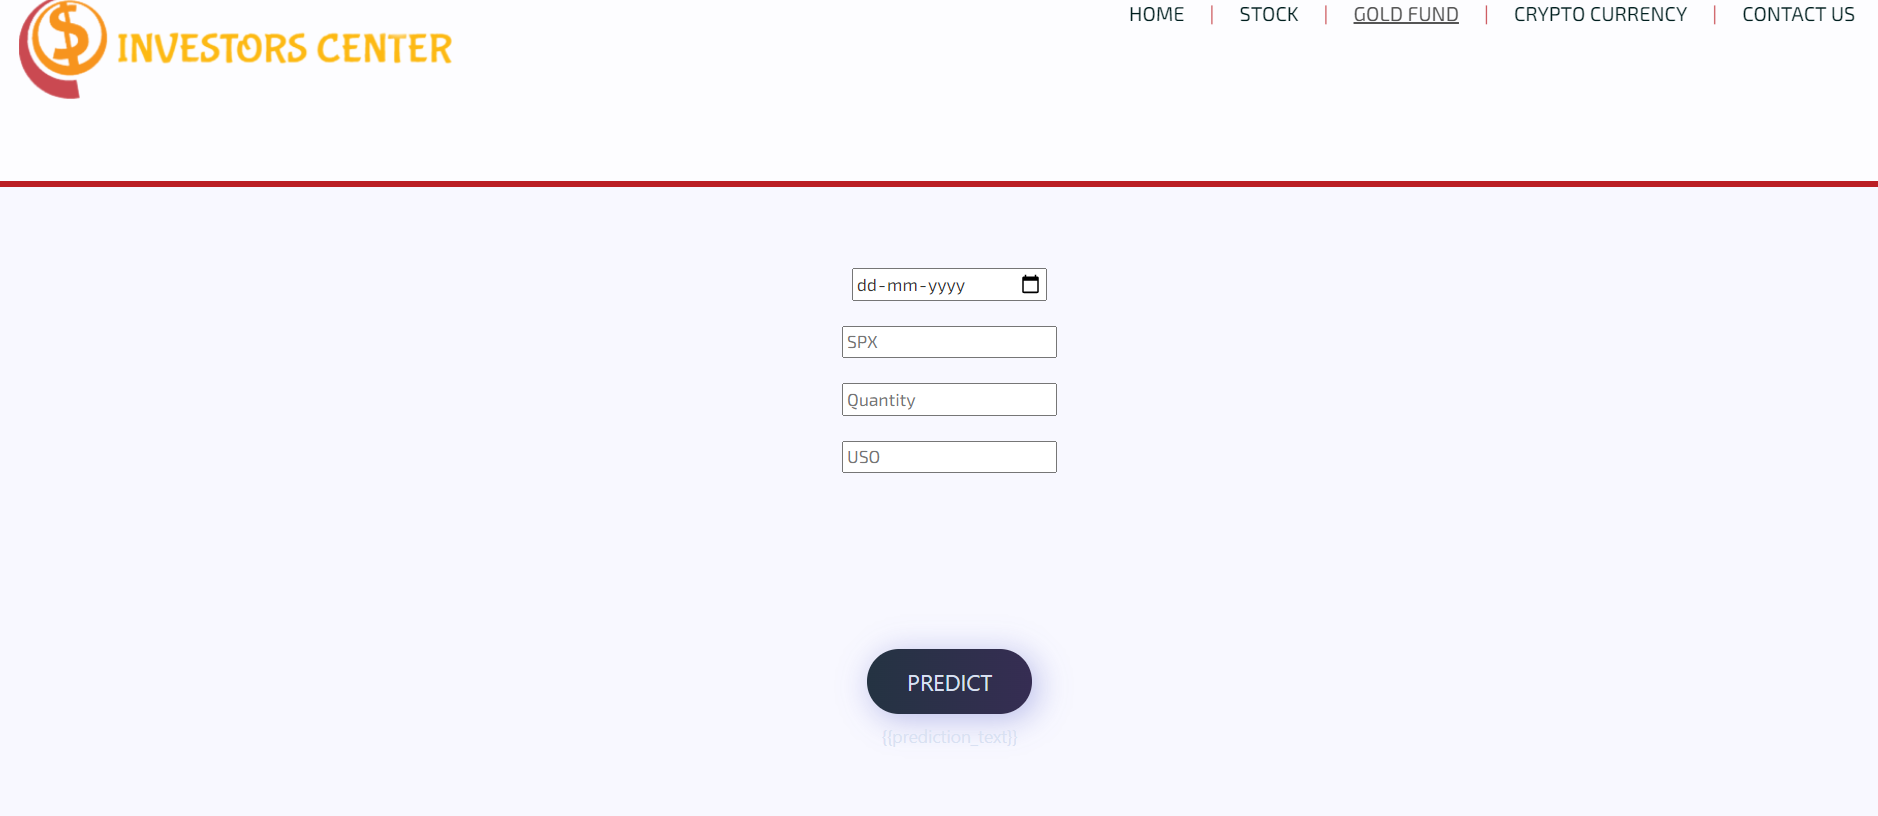 INVESTORS CENTER
HOME | STOCK | GOLD FUND | CRYPTO CURRENCY | CONTACT US
dd-mm-yyyy
SPX
Quantity
USO
PREDICT
{{prediction_text}}